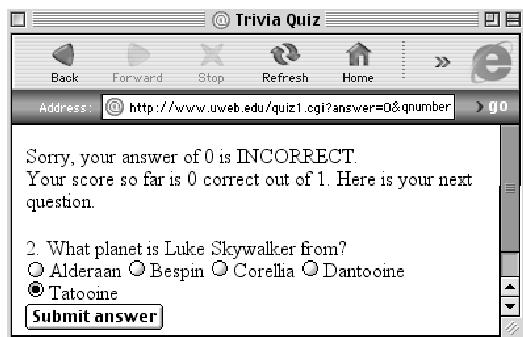 @ Trivia Quiz
Back Forward Stop Refresh Home »
Address: @ http://www.uweb.edu/quiz1.cgi?answer=0&qnumber go
Sorry, your answer of 0 is INCORRECT.
Your score so far is 0 correct out of 1. Here is your next
question.
2. What planet is Luke Skywalker from?
Alderaan Bespin Corellia Dantooine
Tatooine
Submit answer